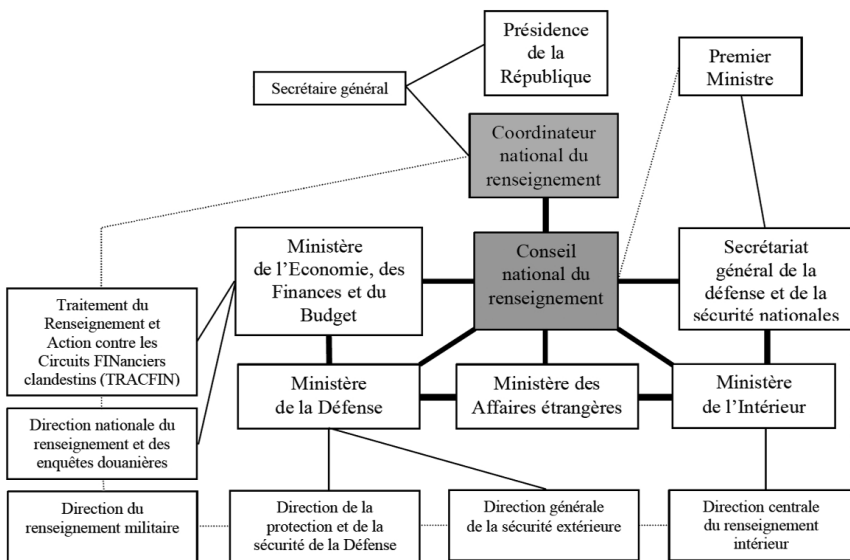 Présidence
de la
République
Premier
Ministre
Secrétaire général
Coordinateur
national du
renseignement
Ministère
de l’Economie, des
Finances et du
Budget
Conseil
national du
renseignement
Secrétariat
général de la
défense et de la
sécurité nationales
Traitement du
Renseignement et
Action contre les
Circuits FINanciers
clandestins (TRACFIN)
Ministère
de la Défense
Ministère des
Affaires étrangères
Ministère
de l’Intérieur
Direction nationale du
renseignement et des
enquêtes douanières
Direction du
renseignement militaire
Direction de la
protection et de la
sécurité de la Défense
Direction générale
de la sécurité extérieure
Direction centrale
du renseignement
intérieur